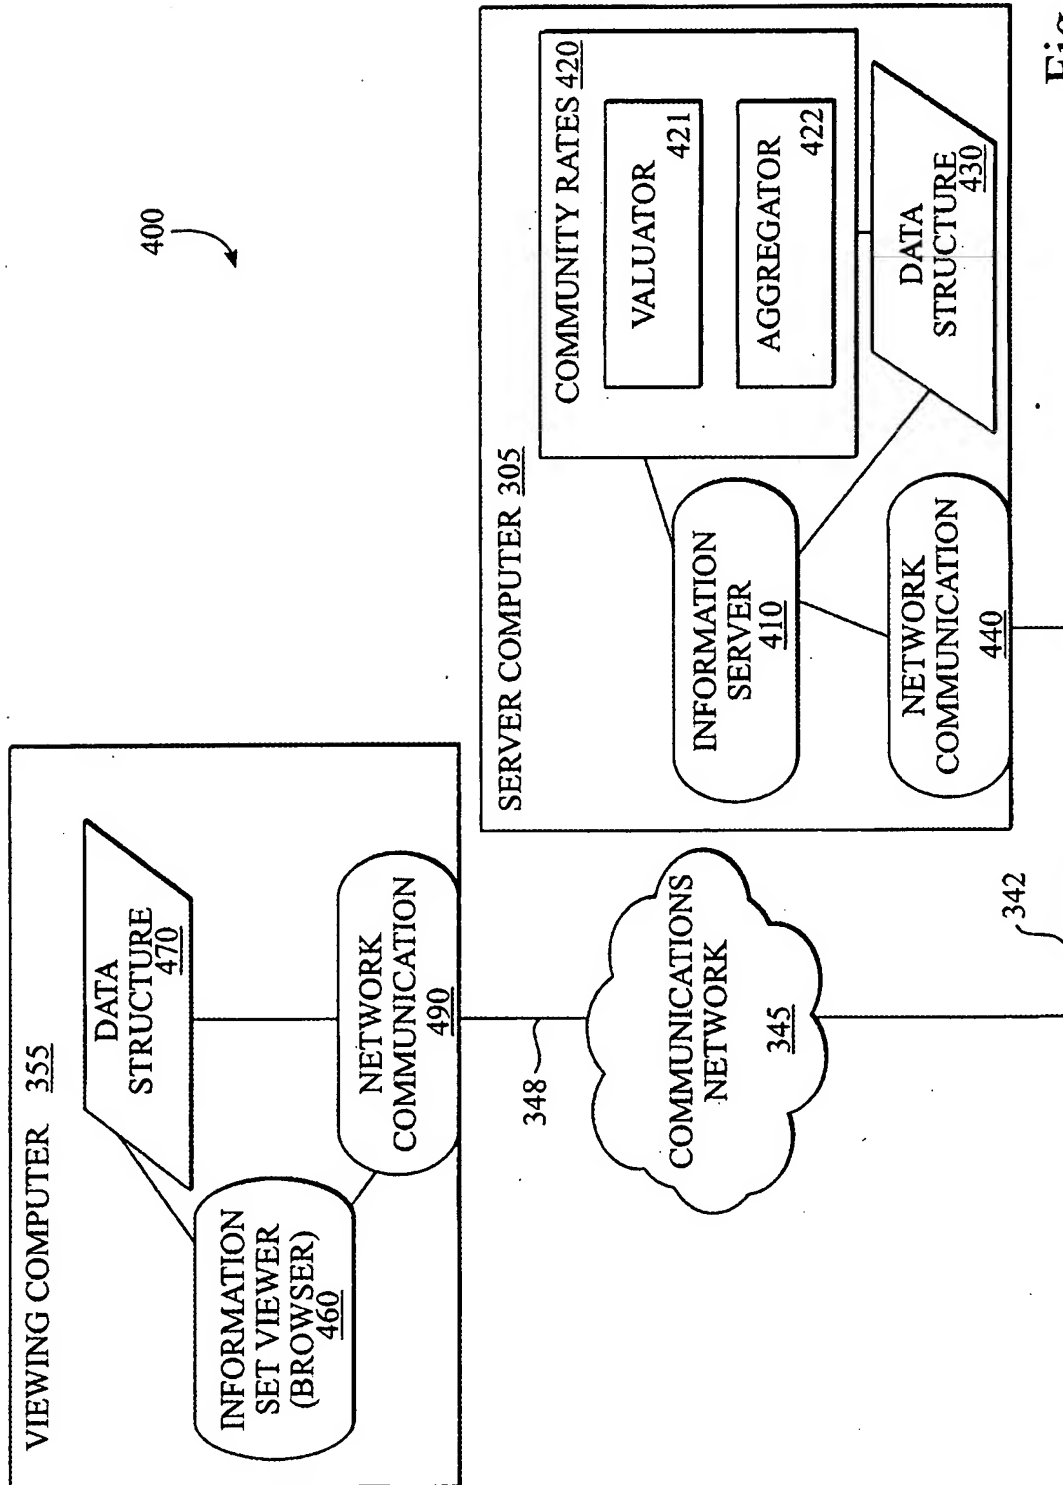 400
VIEWING COMPUTER 355
DATA
STRUCTURE
470
INFORMATION
SET VIEWER
(BROWSER)
460
NETWORK
COMMUNICATION
490
348
COMMUNICATIONS
NETWORK
345
342
SERVER COMPUTER 305
COMMUNITY RATES 420
VALUATOR
421
AGGREGATOR
422
INFORMATION
SERVER
410
DATA
STRUCTURE
430
NETWORK
COMMUNICATION
440
Fig